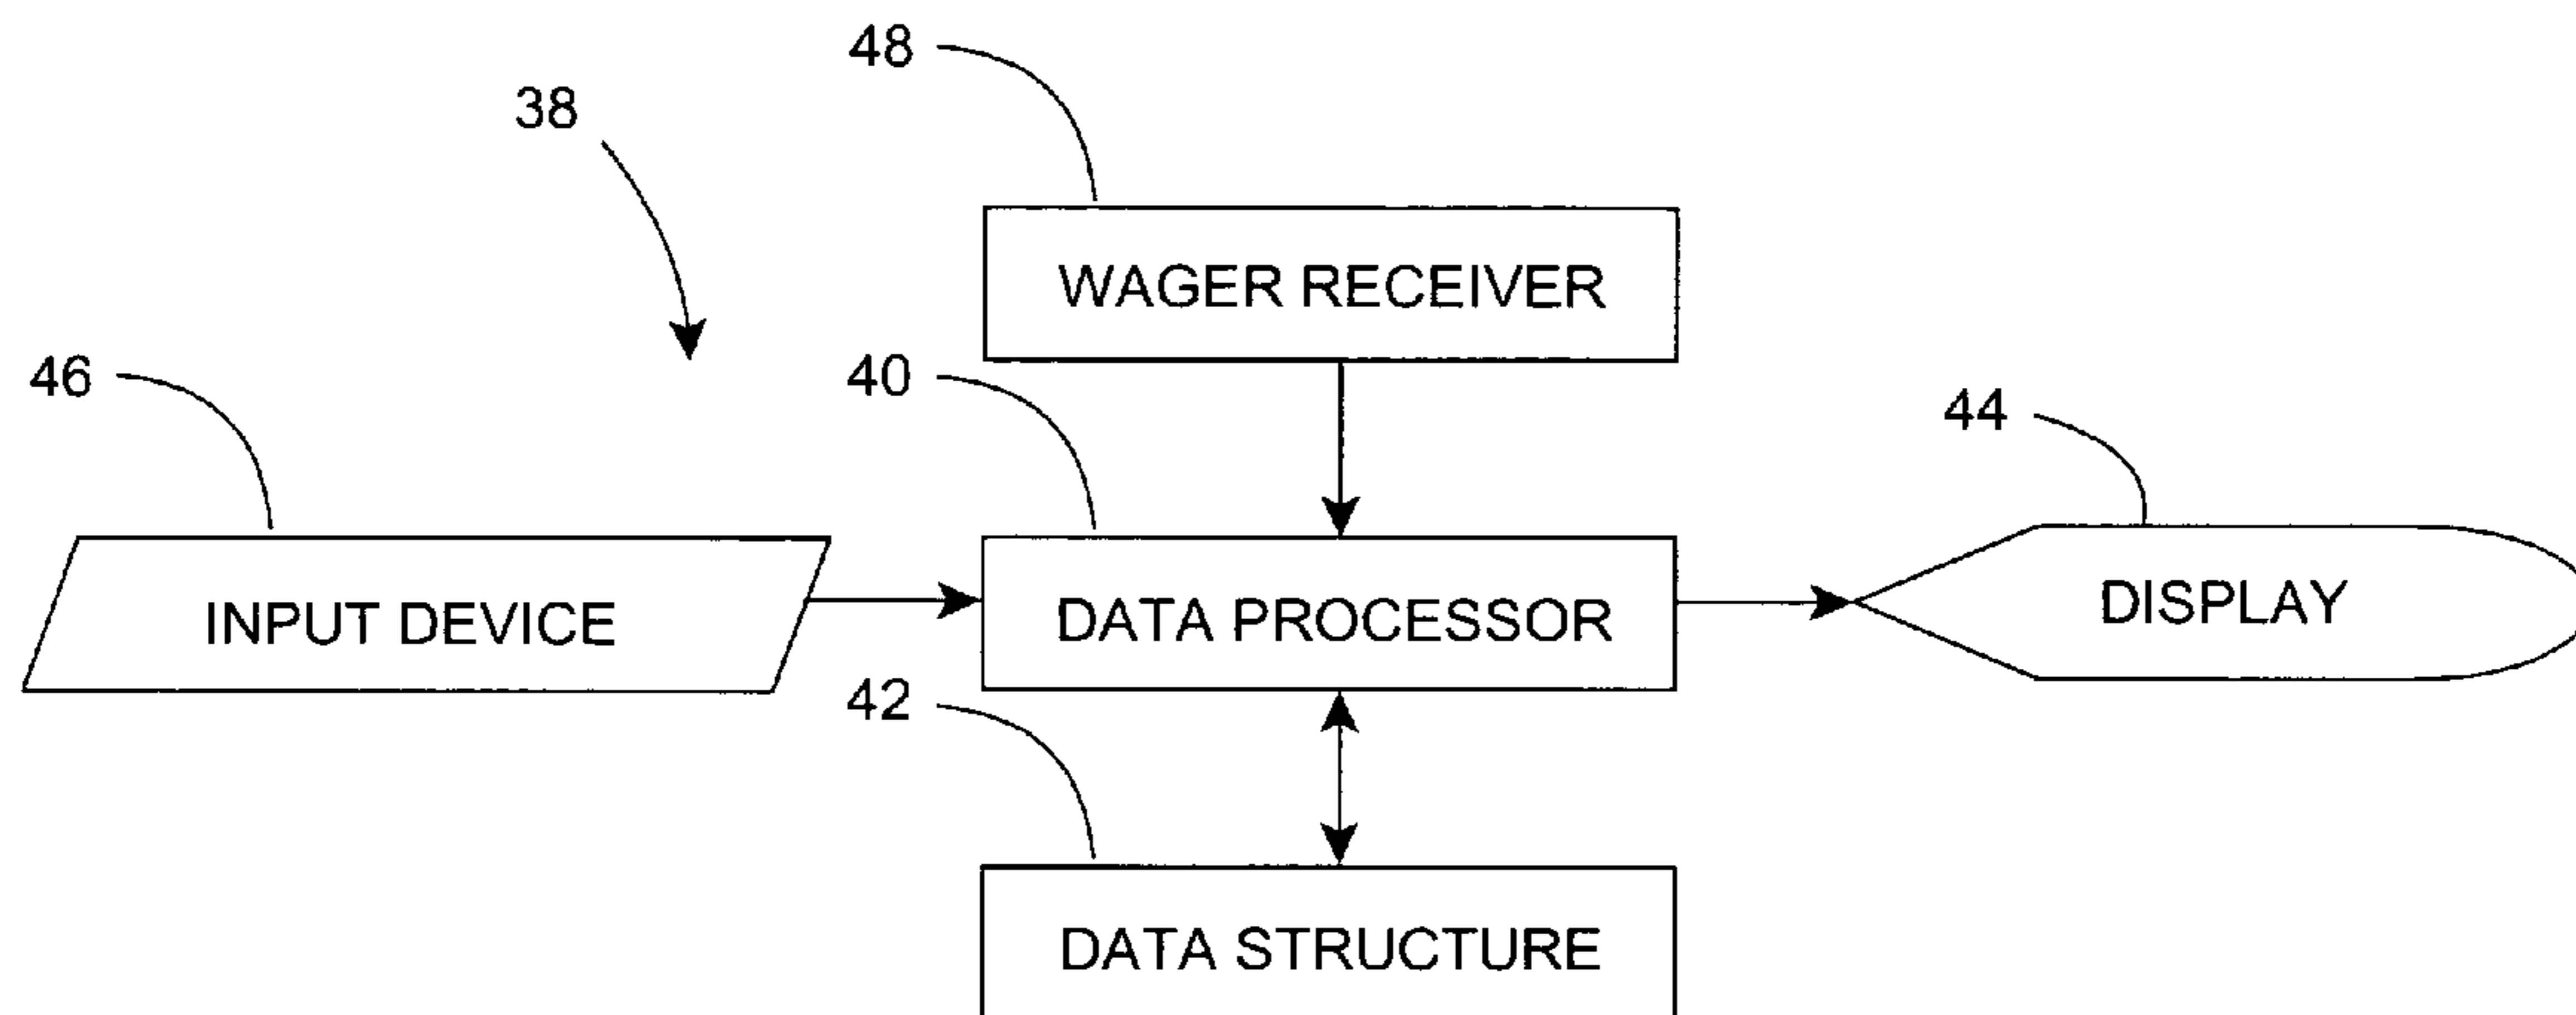 48
38
WAGER RECEIVER
46
40
44
INPUT DEVICE
DATA PROCESSOR
DISPLAY
42
DATA STRUCTURE